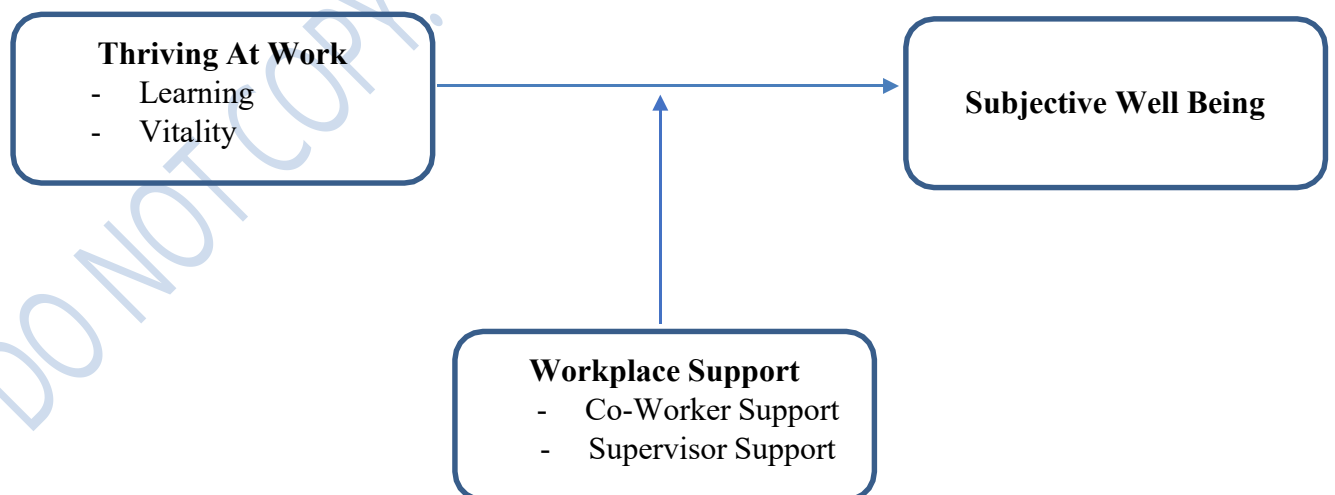 Thriving At Work
- Learning
- Vitality
Subjective Well Being
Workplace Support
- Co-Worker Support
- Supervisor Support
DO NOT COPY.